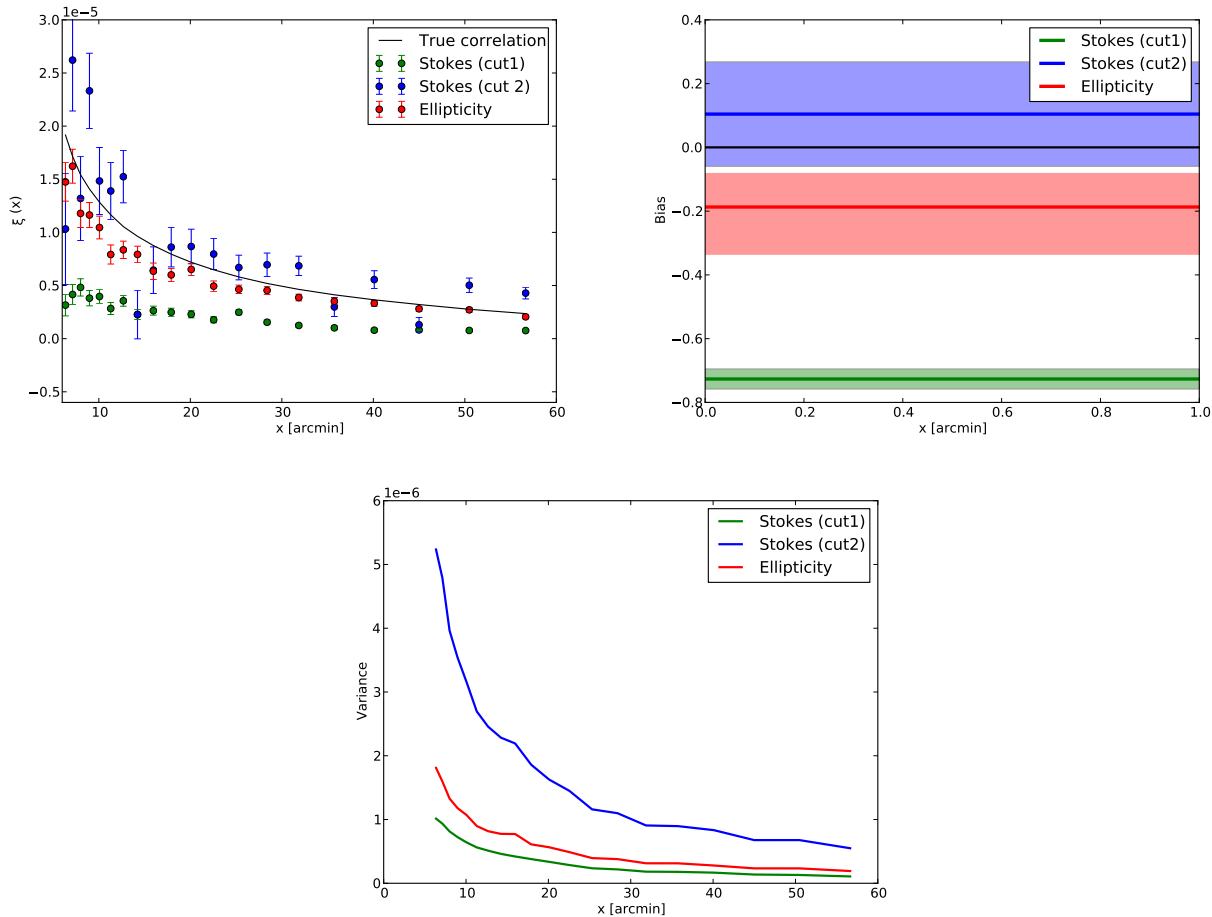 1e−5
3.0
2.5
2.0
1.5
1.0
0.5
0.0
−0.5
10
20
30
40
50
60
x [arcmin]
ξ (x)
True correlation
Stokes (cut1)
Stokes (cut 2)
Ellipticity
0.4
0.2
0.0
−0.2
−0.4
−0.6
−0.8
0.0
0.2
0.4
0.6
0.8
1.0
x [arcmin]
Bias
Stokes (cut1)
Stokes (cut2)
Ellipticity
1e−6
6
5
4
3
2
1
0
0
10
20
30
40
50
60
x [arcmin]
Variance
Stokes (cut1)
Stokes (cut2)
Ellipticity